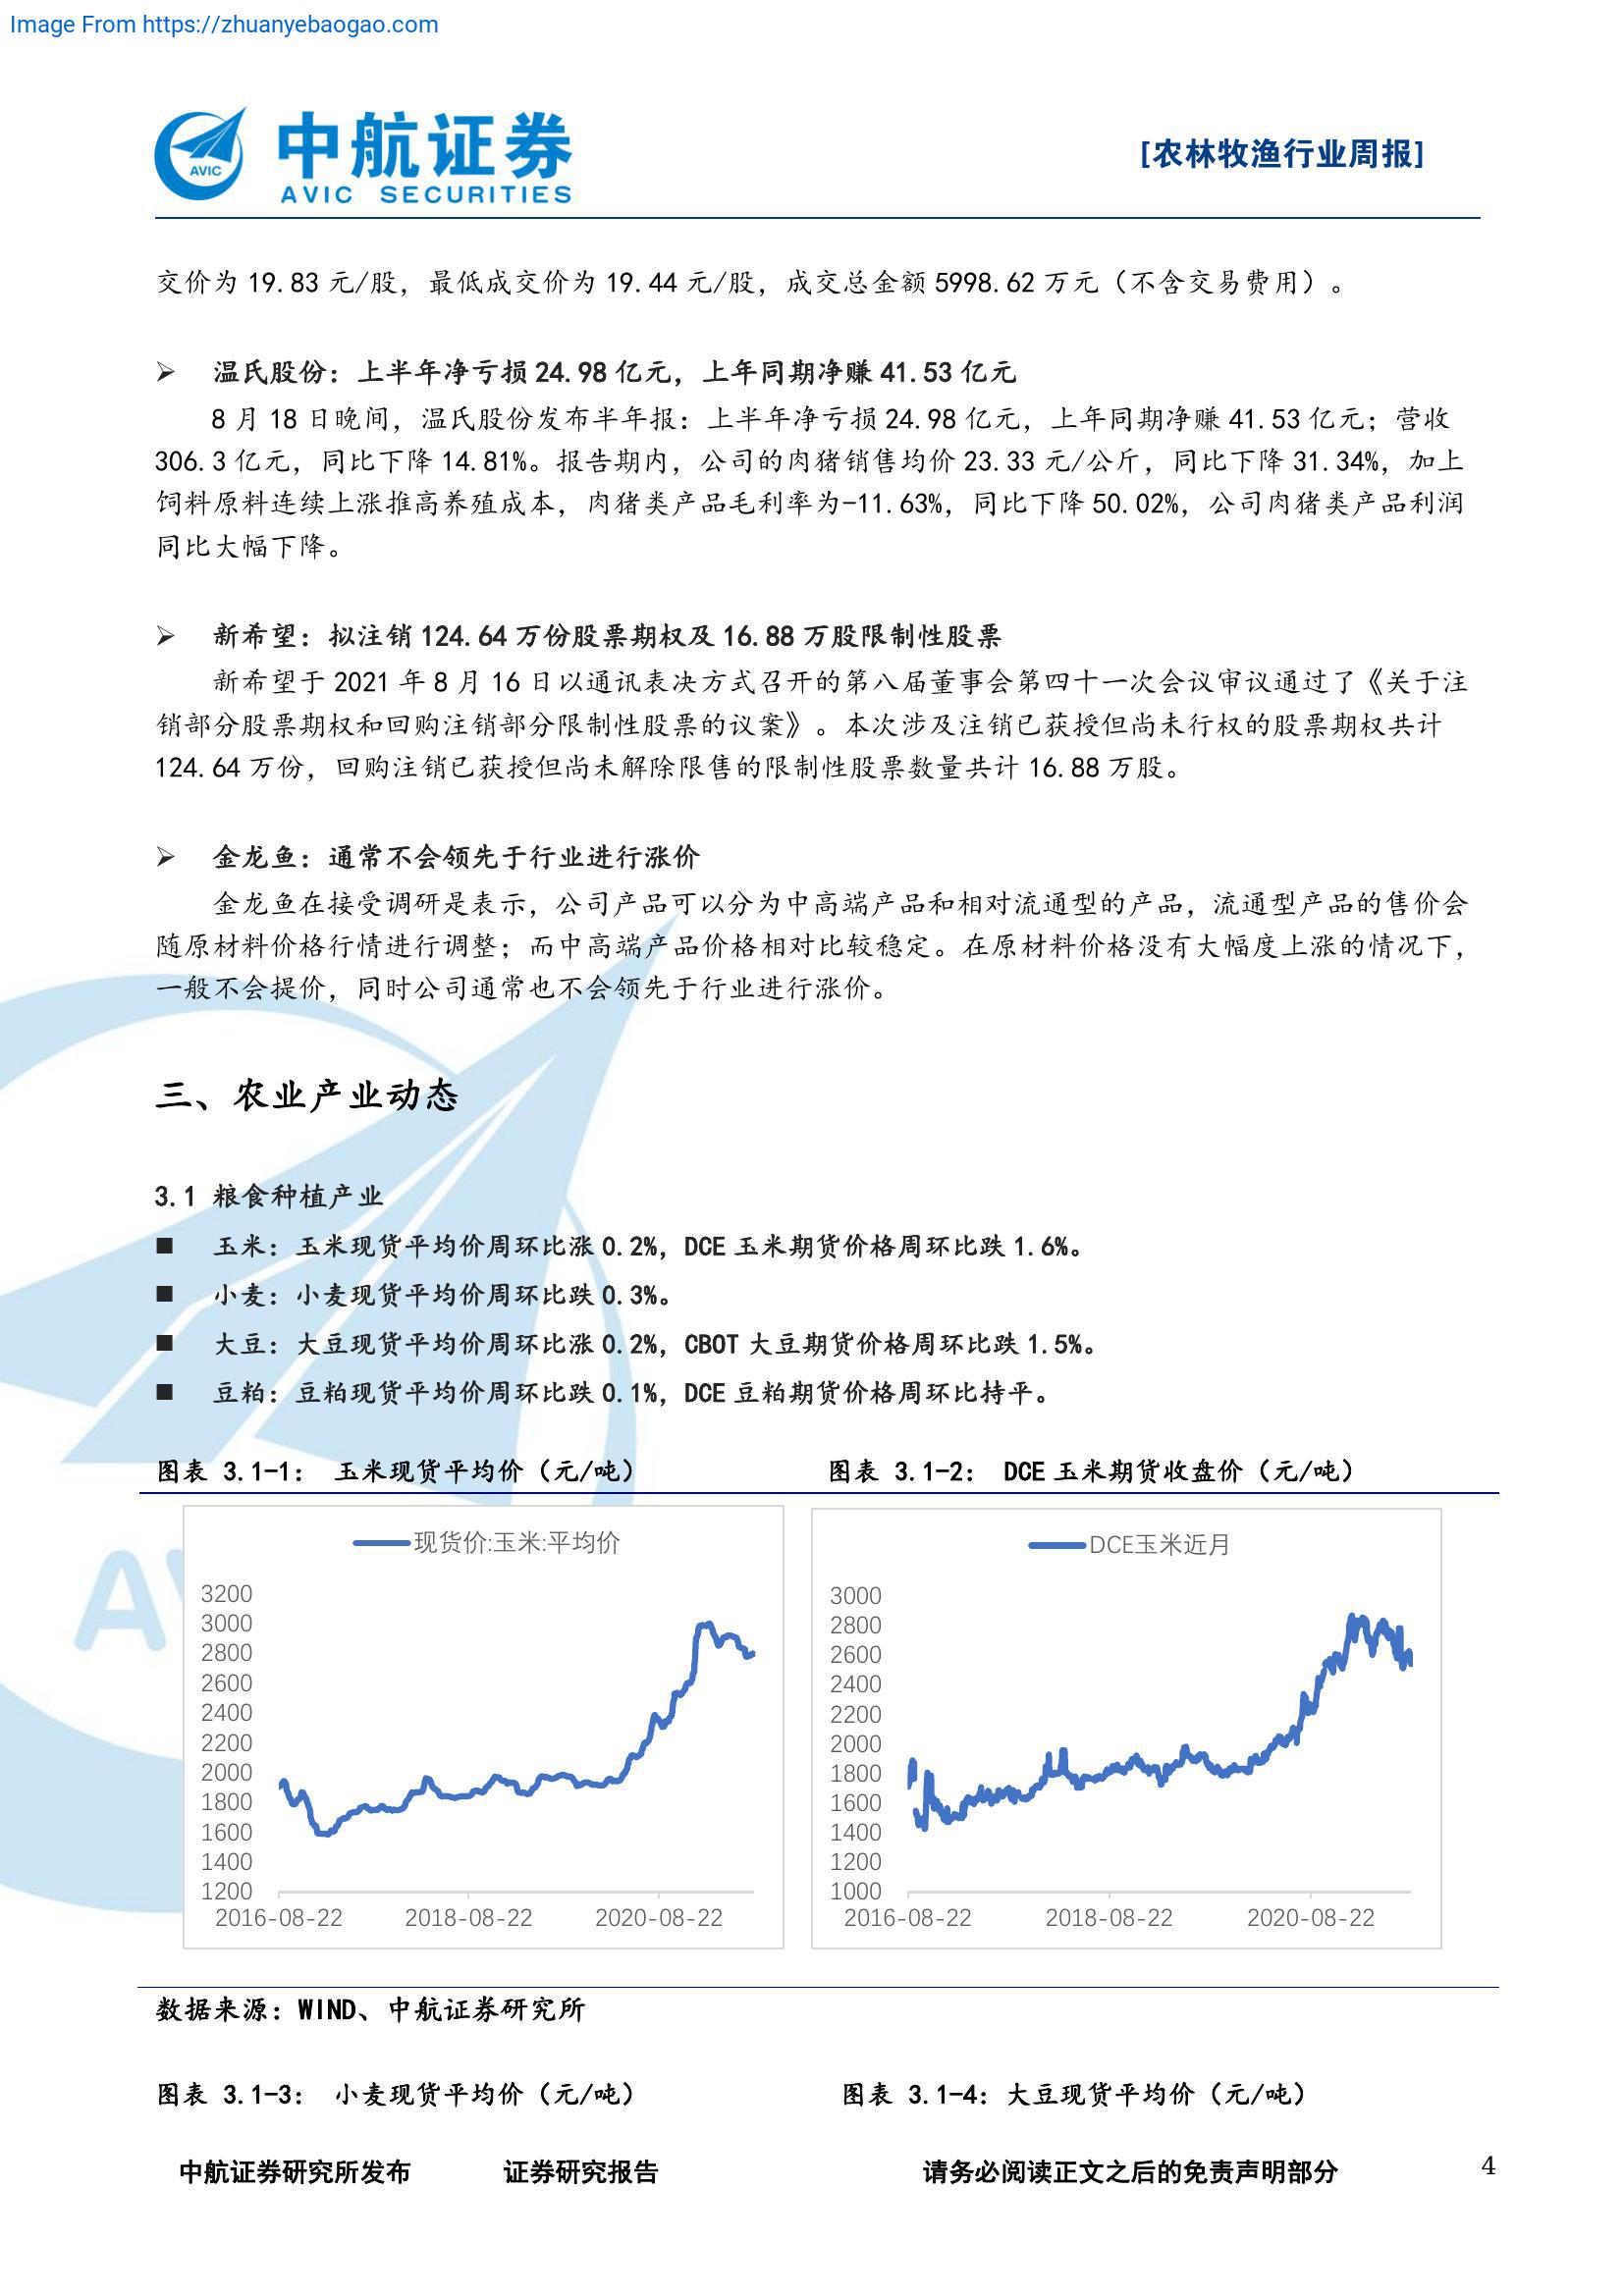 Image From https://zhuanyebaogao.com
AVIC
中航证券
AVIC SECURITIES
[农林牧渔行业周报]
交价为 19.83 元/股，最低成交价为 19.44 元/股，成交总金额 5998.62 万元（不含交易费用）。
➢ 温氏股份：上半年净亏损 24.98 亿元，上年同期净赚 41.53 亿元
8 月 18 日晚间，温氏股份发布半年报：上半年净亏损 24.98 亿元，上年同期净赚 41.53 亿元；营收
306.3 亿元，同比下降 14.81%。报告期内，公司的肉猪销售均价 23.33 元/公斤，同比下降 31.34%，加上
饲料原料连续上涨推高养殖成本，肉猪类产品毛利率为-11.63%，同比下降 50.02%，公司肉猪类产品利润
同比大幅下降。
➢ 新希望：拟注销 124.64 万份股票期权及 16.88 万股限制性股票
新希望于 2021 年 8 月 16 日以通讯表决方式召开的第八届董事会第四十一次会议审议通过了《关于注
销部分股票期权和回购注销部分限制性股票的议案》。本次涉及注销已获授但尚未行权的股票期权共计
124.64 万份，回购注销已获授但尚未解除限售的限制性股票数量共计 16.88 万股。
➢ 金龙鱼：通常不会领先于行业进行涨价
金龙鱼在接受调研是表示，公司产品可以分为中高端产品和相对流通型的产品，流通型产品的售价会
随原材料价格行情进行调整；而中高端产品价格相对比较稳定。在原材料价格没有大幅度上涨的情况下，
一般不会提价，同时公司通常也不会领先于行业进行涨价。
三、农业产业动态
3.1 粮食种植产业
■ 玉米：玉米现货平均价周环比涨 0.2%，DCE 玉米期货价格周环比跌 1.6%。
■ 小麦：小麦现货平均价周环比跌 0.3%。
■ 大豆：大豆现货平均价周环比涨 0.2%，CBOT 大豆期货价格周环比跌 1.5%。
■ 豆粕：豆粕现货平均价周环比跌 0.1%，DCE 豆粕期货价格周环比持平。
图表 3.1-1： 玉米现货平均价（元/吨）
现货价:玉米:平均价
3200
3000
2800
2600
2400
2200
2000
1800
1600
1400
1200
2016-08-22 2018-08-22 2020-08-22
图表 3.1-2： DCE 玉米期货收盘价（元/吨）
DCE玉米近月
3000
2800
2600
2400
2200
2000
1800
1600
1400
1200
1000
2016-08-22 2018-08-22 2020-08-22
数据来源：WIND、中航证券研究所
图表 3.1-3： 小麦现货平均价（元/吨） 图表 3.1-4：大豆现货平均价（元/吨）
中航证券研究所发布 证券研究报告 请务必阅读正文之后的免责声明部分 4